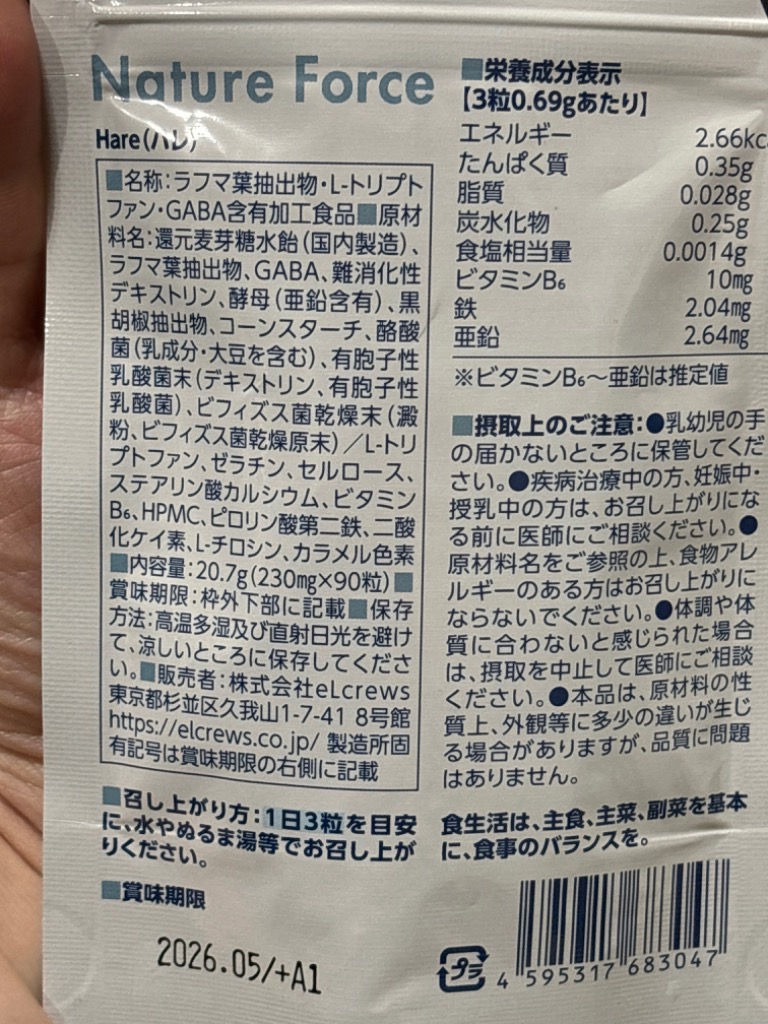 Nature Force
Hare(ハレ)
■名称:ラフマ葉抽出物・L-トリプト
ファン・GABA含有加工食品■原材
料名:還元麦芽糖水飴(国内製造)、
ラフマ葉抽出物、GABA、難消化性
デキストリン、酵母(亜鉛含有)、黒
胡椒抽出物、コーンスターチ、酪酸
菌(乳成分・大豆を含む)、有胞子性
乳酸菌末(デキストリン、有胞子性
乳酸菌)、ビフィズス菌乾燥末(澱
粉、ビフィズス菌乾燥原末)/L-トリ
プトファン、ゼラチン、セルロース、
ステアリン酸カルシウム、ビタミン
B₆、HPMC、ピロリン酸第二鉄、二酸
化ケイ素、L-チロシン、カラメル色素
■内容量:20.7g(230mg×90粒)■
賞味期限:枠外下部に記載■保存
方法:高温多湿及び直射日光を避け
て、涼しいところに保存してくださ
い。■販売者:株式会社eLcrews
東京都杉並区久我山1-7-41 8号館
https://elcrews.co.jp/ 製造所固
有記号は賞味期限の右側に記載
■召し上がり方:1日3粒を目安
に、水やぬるま湯等でお召し上が
りください。
■賞味期限
2026.05/+A1
■栄養成分表示
【3粒0.69gあたり】
エネルギー 2.66kc
たんぱく質 0.35g
脂質 0.028g
炭水化物 0.25g
食塩相当量 0.0014g
ビタミンB₆ 10mg
鉄 2.04mg
亜鉛 2.64mg
※ビタミンB₆〜亜鉛は推定値
■摂取上のご注意:●乳幼児の手
の届かないところに保管してくだ
さい。●疾病治療中の方、妊娠中・
授乳中の方は、お召し上がりにな
る前に医師にご相談ください。●
原材料名をご参照の上、食物アレ
ルギーのある方はお召し上がりに
ならないでください。●体調や体
質に合わないと感じられた場合
は、摂取を中止して医師にご相談
ください。●本品は、原材料の性
質上、外観等に多少の違いが生じ
る場合がありますが、品質に問題
はありません。
食生活は、主食、主菜、副菜を基本
に、食事のバランスを。
プラ
4 595317 683047